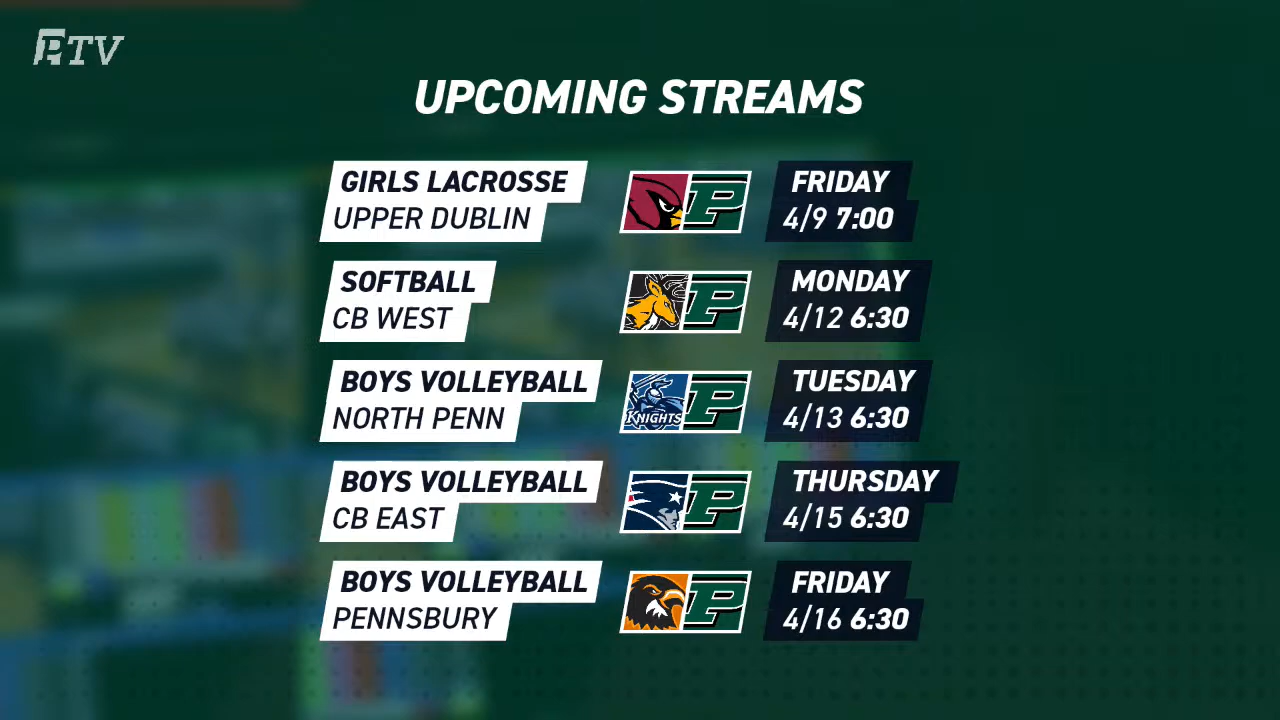 PTV
UPCOMING STREAMS
GIRLS LACROSSE
UPPER DUBLIN
P
FRIDAY
4/9 7:00
SOFTBALL
CB WEST
P
MONDAY
4/12 6:30
BOYS VOLLEYBALL
NORTH PENN
KNIGHTS
P
TUESDAY
4/13 6:30
BOYS VOLLEYBALL
CB EAST
P
THURSDAY
4/15 6:30
BOYS VOLLEYBALL
PENNSBURY
P
FRIDAY
4/16 6:30